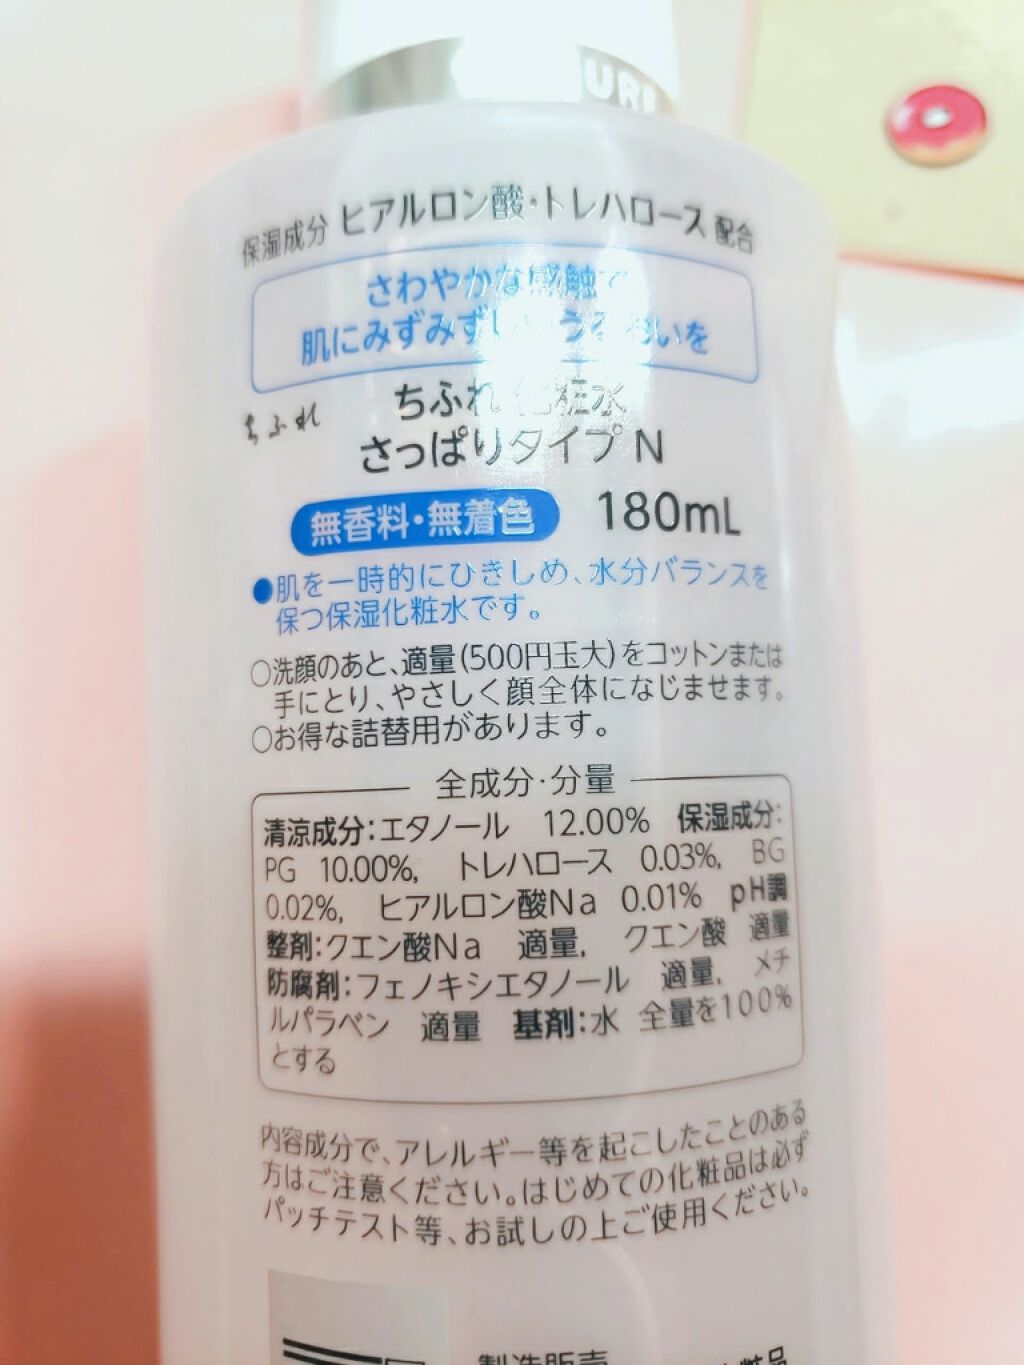 URE
保湿成分 ヒアルロン酸・トレハロース 配合
さわやかな感触で
肌にみずみずしいうるおいを
ちふれ
ちふれ 化粧水
さっぱりタイプ N
無香料・無着色 180mL
●肌を一時的にひきしめ、水分バランスを
保つ保湿化粧水です。
○洗顔のあと、適量(500円玉大)をコットンまたは
手にとり、やさしく顔全体になじませます。
○お得な詰替用があります。
全成分・分量
清涼成分:エタノール 12.00% 保湿成分:
PG 10.00%, トレハロース 0.03%, BG
0.02%, ヒアルロン酸Na 0.01% pH調
整剤:クエン酸Na 適量, クエン酸 適量
防腐剤:フェノキシエタノール 適量, メチ
ルパラベン 適量 基剤:水 全量を100%
とする
内容成分で、アレルギー等を起こしたことのある
方はご注意ください。はじめての化粧品は必ず
パッチテスト等、お試しの上ご使用ください。
製造販売 化粧品